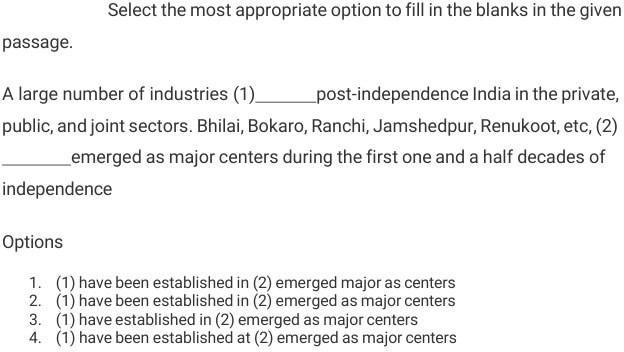 Select the most appropriate option to fill in the blanks in the given
passage.
A large number of industries (1)_______post-independence India in the private,
public, and joint sectors. Bhilai, Bokaro, Ranchi, Jamshedpur, Renukoot, etc, (2)
________emerged as major centers during the first one and a half decades of
independence
Options
1. (1) have been established in (2) emerged major as centers
2. (1) have been established in (2) emerged as major centers
3. (1) have established in (2) emerged as major centers
4. (1) have been established at (2) emerged as major centers